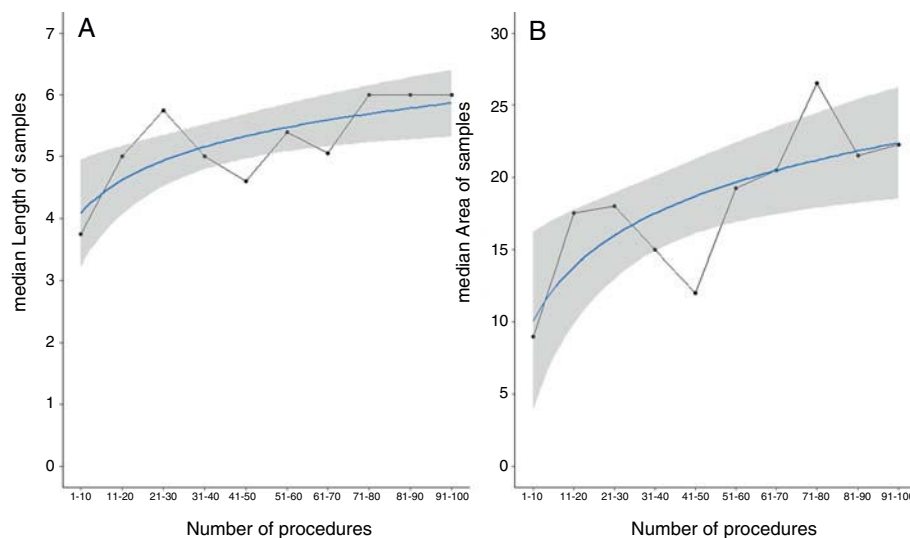 A
7
6
5
4
3
2
1
0
median Length of samples
1-10 11-20 21-30 31-40 41-50 51-60 61-70 71-80 81-90 91-100
Number of procedures
B
30
25
20
15
10
5
0
median Area of samples
1-10 11-20 21-30 31-40 41-50 51-60 61-70 71-80 81-90 91-100
Number of procedures